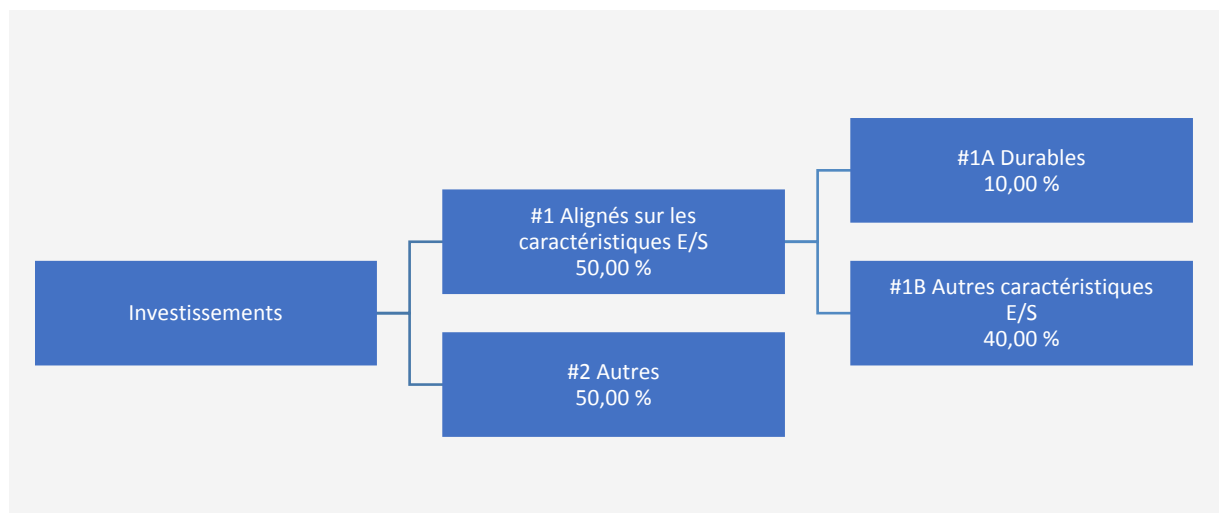 Investissements
#1 Alignés sur les
caractéristiques E/S
50,00 %
#2 Autres
50,00 %
#1A Durables
10,00 %
#1B Autres caractéristiques
E/S
40,00 %